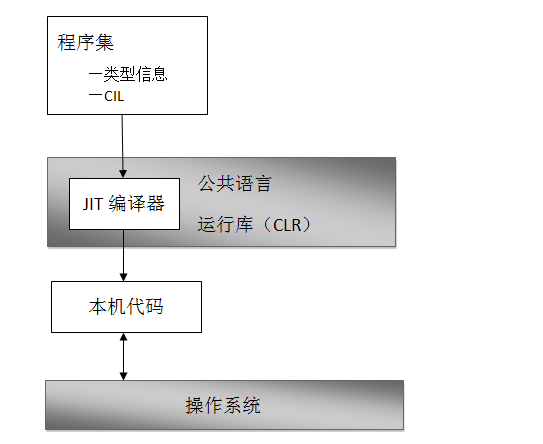 程序集
一类型信息
一CIL
公共语言
JIT 编译器
运行库（CLR）
本机代码
操作系统